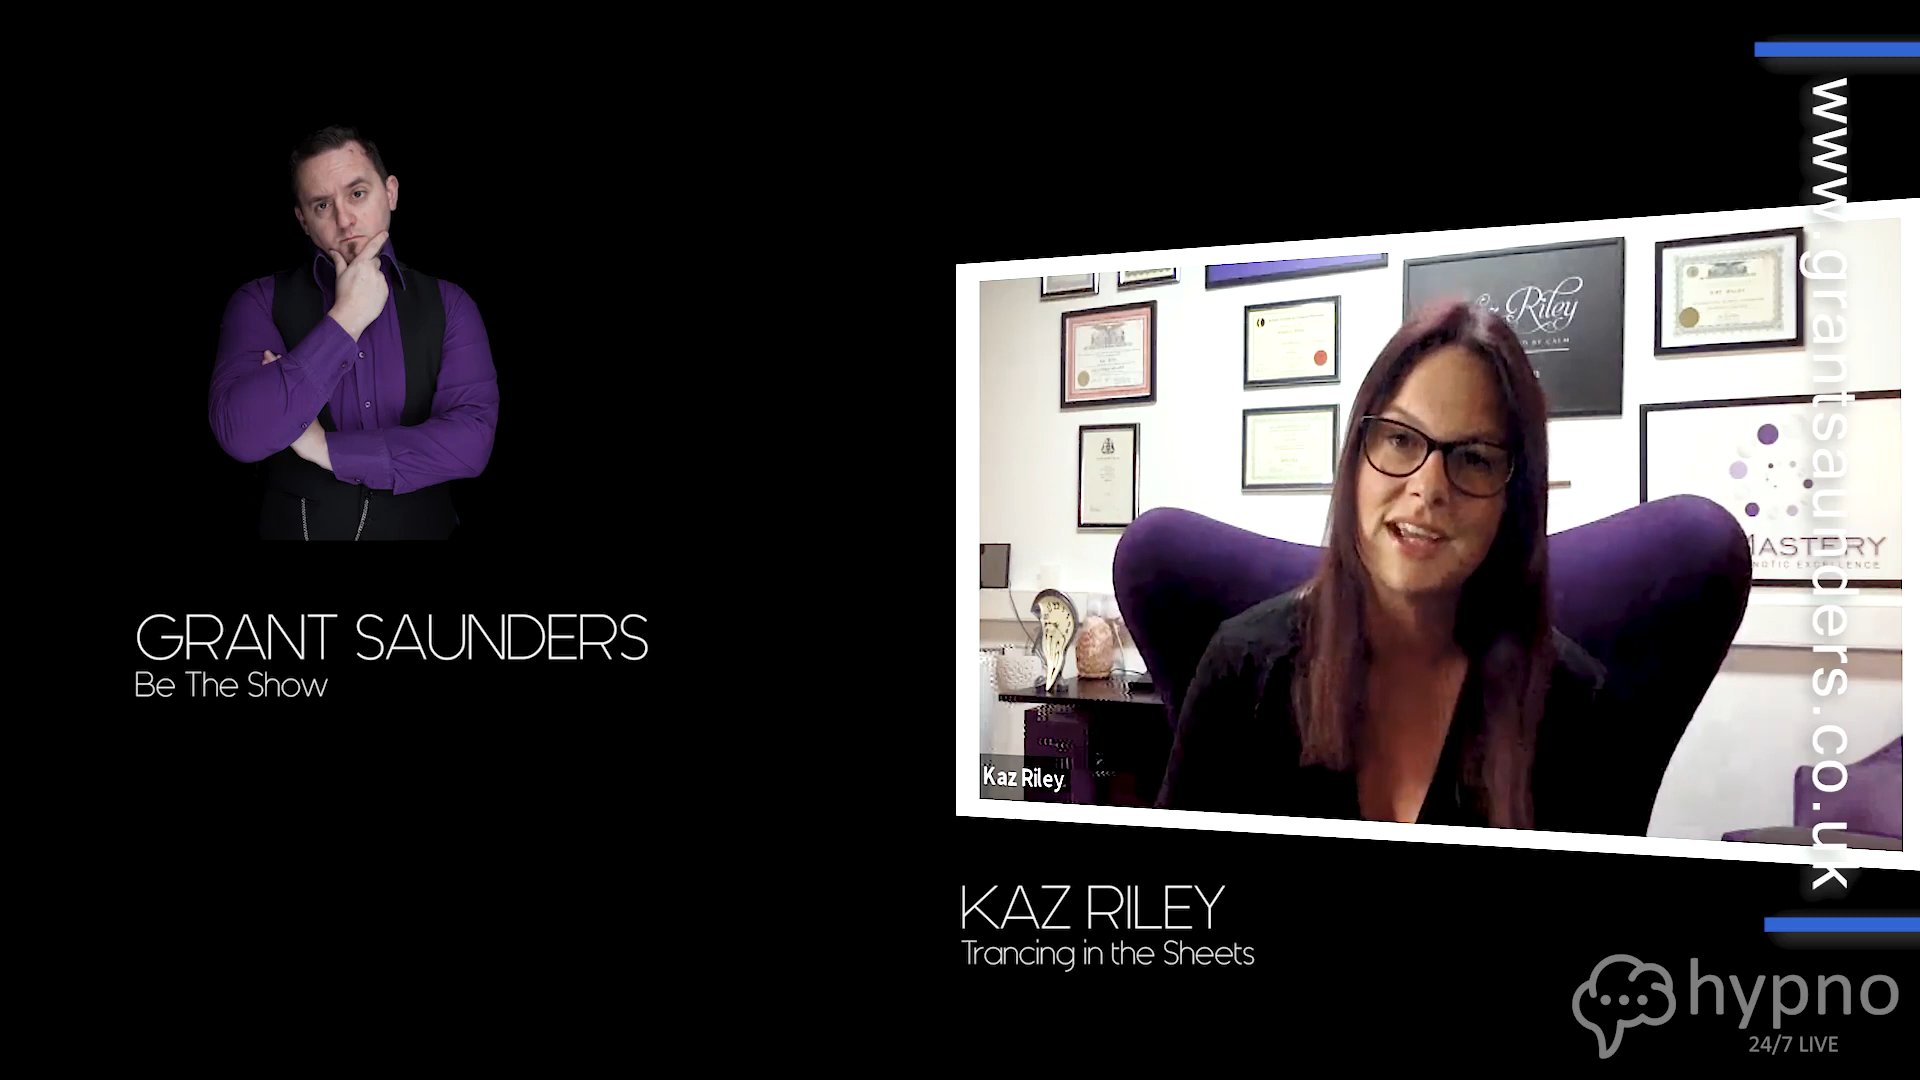 GRANT SAUNDERS
Be The Show
Riley
MASTERY
Kaz Riley
KAZ RILEY
Trancing in the Sheets
www.grantsaunders.co.uk
hypno
24/7 LIVE